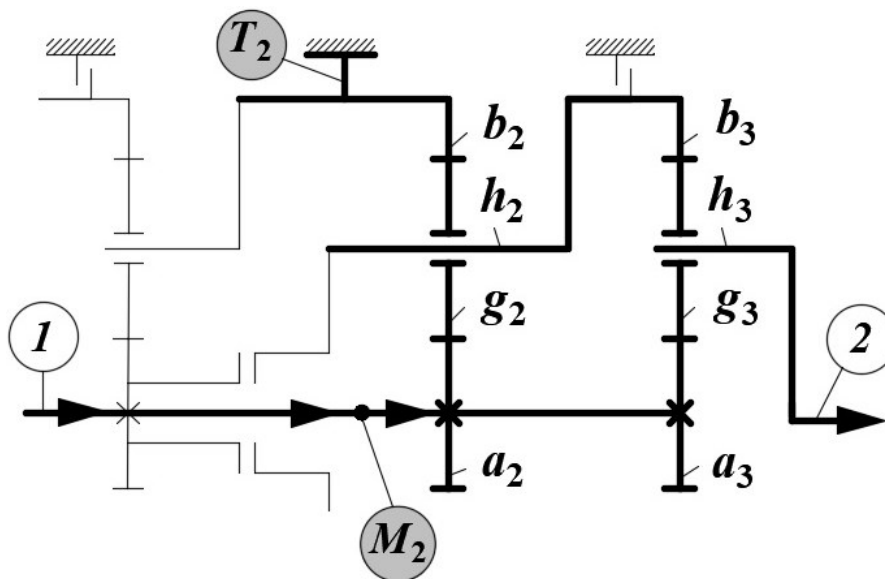 T₂
b₂
b₃
h₂
h₃
g₂
g₃
1
2
a₂
a₃
M₂